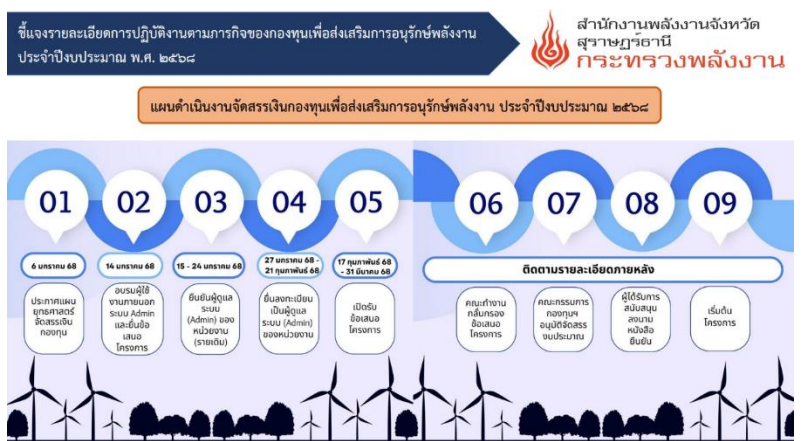 ชี้แจงรายละเอียดการปฏิบัติงานตามภารกิจของกองทุนเพื่อส่งเสริมการอนุรักษ์พลังงาน
ประจำปีงบประมาณ พ.ศ. ๒๕๖๘
สำนักงานพลังงานจังหวัด
สุราษฎร์ธานี
กระทรวงพลังงาน
แผนดำเนินงานจัดสรรเงินกองทุนเพื่อส่งเสริมการอนุรักษ์พลังงาน ประจำปีงบประมาณ ๒๕๖๘
01
6 มกราคม 68
ประกาศแผน
ยุทธศาสตร์
จัดสรรเงิน
กองทุน
02
14 มกราคม 68
อบรมผู้ใช้
งานภายนอก
ระบบ Admin
และยื่นข้อ
เสนอ
โครงการ
03
15 - 24 มกราคม 68
ยืนยันผู้ดูแล
ระบบ
(Admin) ของ
หน่วยงาน
(รายเดิม)
04
27 มกราคม 68 -
21 กุมภาพันธ์ 68
ยื่นลงทะเบียน
เป็นผู้ดูแล
ระบบ (Admin)
ของหน่วยงาน
05
17 กุมภาพันธ์ 68
- 31 มีนาคม 68
เปิดรับ
ข้อเสนอ
โครงการ
06
07
08
09
ติดตามรายละเอียดภายหลัง
คณะทำงาน
กลั่นกรอง
ข้อเสนอ
โครงการ
คณะกรรมการ
กองทุนฯ
อนุมัติจัดสรร
งบประมาณ
ผู้ได้รับการ
สนับสนุน
ลงนาม
หนังสือ
ยืนยัน
เริ่มต้น
โครงการ